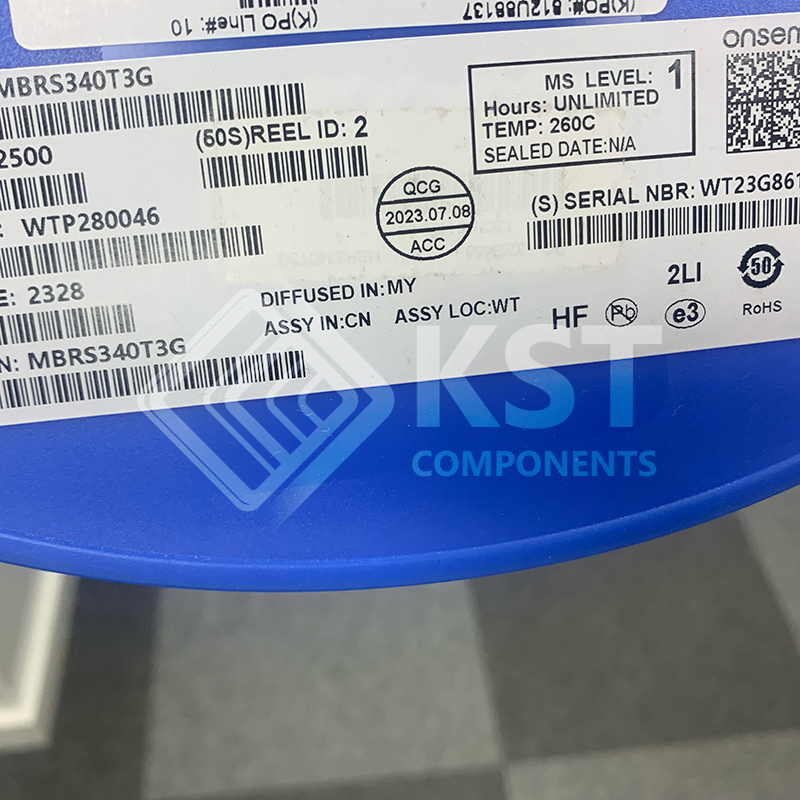 (K)PO Line#: 10
(K)PO#: 812U88137
MBRS340T3G
2500
(50S)REEL ID: 2
MS LEVEL: 1
Hours: UNLIMITED
TEMP: 260C
SEALED DATE:N/A
onsem
WTP280046
QCG
2023.07.08
ACC
(S) SERIAL NBR: WT23G861
E: 2328
DIFFUSED IN:MY
ASSY IN:CN ASSY LOC:WT
HF Pb e3
2LI
50
RoHS
N: MBRS340T3G
KST
COMPONENTS